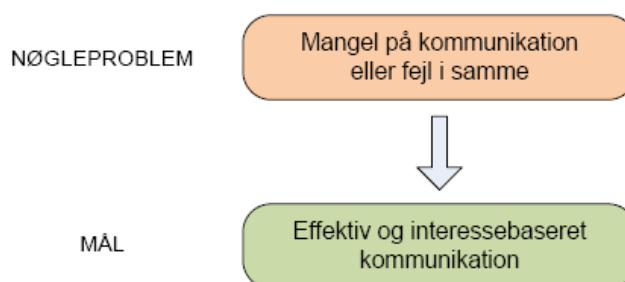 NØGLEPROBLEM
Mangel på kommunikation
eller fejl i samme
MÅL
Effektiv og interessebaseret
kommunikation